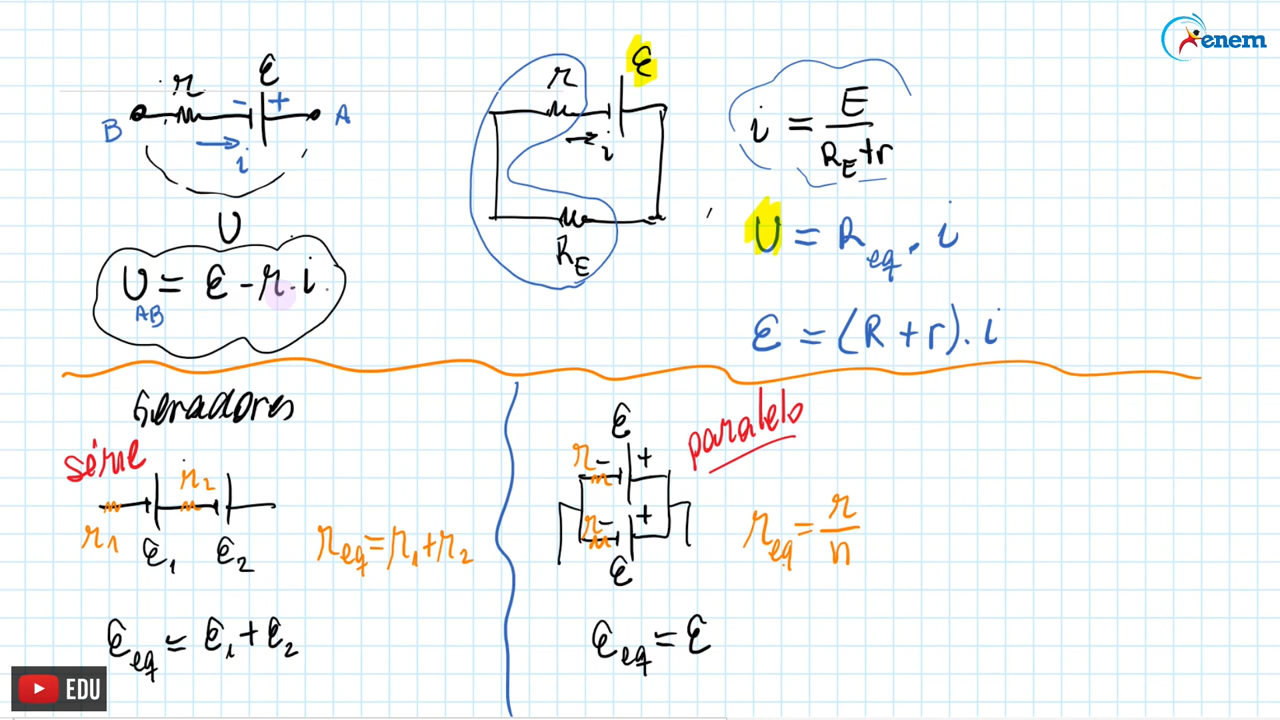 enem
r
ε
- +
B
A
i
U
U_AB = ε - r.i
r
ε
i
R_E
i = E / (R_E + r)
U = R_eq . i
ε = (R + r) . i
Geradores
série
r_1
r_2
ε_1 ε_2
r_eq = r_1 + r_2
ε_eq = ε_1 + ε_2
paralelo
ε
r - +
r - +
ε
r_eq = r / n
ε_eq = ε
EDU